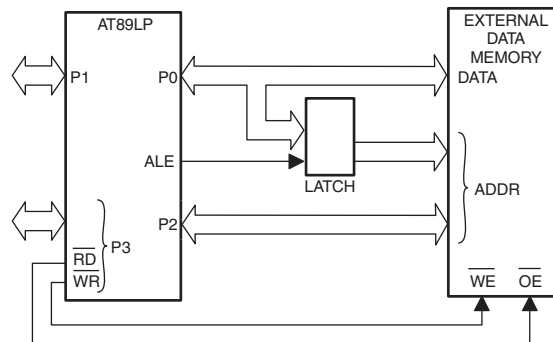 AT89LP
EXTERNAL
DATA
MEMORY
P1
P0
DATA
ALE
LATCH
ADDR
P2
P3
RD
WR
WE
OE